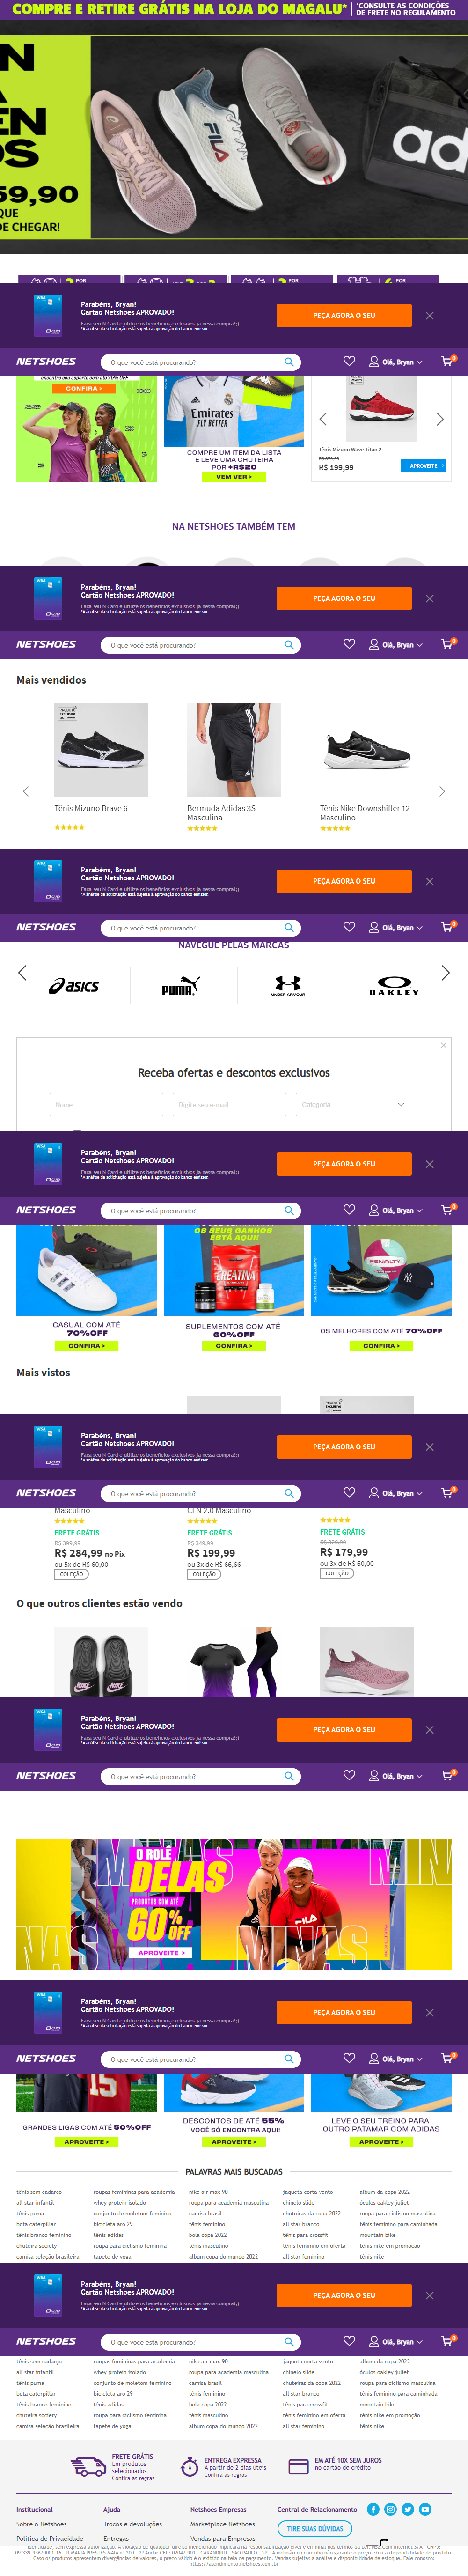 COMPRE E RETIRE GRÁTIS NA LOJA DO MAGALU* *CONSULTE AS CONDIÇÕES
DE FRETE NO REGULAMENTO
59,90
QUE
DE CHEGAR!
FILA
Parabéns, Bryan!
Cartão Netshoes APROVADO!
Faça seu N Card e utilize os benefícios exclusivos ja nessa compra!;)
*A análise da solicitação está sujeita à aprovação do banco emissor.
PEÇA AGORA O SEU
NETSHOES
O que você está procurando?
Olá, Bryan
0
CONFIRA >
Emirates
FLY BETTER
COMPRE UM ITEM DA LISTA
E LEVE UMA CHUTEIRA
POR +R$20
VEM VER >
Tênis Mizuno Wave Titan 2
R$ 199,99
APROVEITE
NA NETSHOES TAMBÉM TEM
Parabéns, Bryan!
Cartão Netshoes APROVADO!
Faça seu N Card e utilize os benefícios exclusivos ja nessa compra!;)
*A análise da solicitação está sujeita à aprovação do banco emissor.
PEÇA AGORA O SEU
NETSHOES
O que você está procurando?
Olá, Bryan
0
Mais vendidos
Tênis Mizuno Brave 6
Bermuda Adidas 3S
Masculina
Tênis Nike Downshifter 12
Masculino
Parabéns, Bryan!
Cartão Netshoes APROVADO!
Faça seu N Card e utilize os benefícios exclusivos ja nessa compra!;)
*A análise da solicitação está sujeita à aprovação do banco emissor.
PEÇA AGORA O SEU
NETSHOES
O que você está procurando?
Olá, Bryan
0
NAVEGUE PELAS MARCAS
asics
PUMA
UNDER ARMOUR
OAKLEY
Receba ofertas e descontos exclusivos
Nome
Digite seu e-mail
Categoria
Parabéns, Bryan!
Cartão Netshoes APROVADO!
Faça seu N Card e utilize os benefícios exclusivos ja nessa compra!;)
*A análise da solicitação está sujeita à aprovação do banco emissor.
PEÇA AGORA O SEU
NETSHOES
O que você está procurando?
Olá, Bryan
0
OS SEUS GANHOS
ESTÁ AQUI!
CREATINA
PENALTY
CASUAL COM ATÉ
70%OFF
CONFIRA >
SUPLEMENTOS COM ATÉ
60%OFF
CONFIRA >
OS MELHORES COM ATÉ 70%OFF
CONFIRA >
Mais vistos
Parabéns, Bryan!
Cartão Netshoes APROVADO!
Faça seu N Card e utilize os benefícios exclusivos ja nessa compra!;)
*A análise da solicitação está sujeita à aprovação do banco emissor.
PEÇA AGORA O SEU
NETSHOES
O que você está procurando?
Olá, Bryan
0
Masculino
FRETE GRÁTIS
R$ 284,99 no Pix
ou 5x de R$ 60,00
COLEÇÃO
CLN 2.0 Masculino
FRETE GRÁTIS
R$ 349,99
R$ 199,99
ou 3x de R$ 66,66
COLEÇÃO
FRETE GRÁTIS
R$ 329,99
R$ 179,99
ou 3x de R$ 60,00
COLEÇÃO
O que outros clientes estão vendo
Parabéns, Bryan!
Cartão Netshoes APROVADO!
Faça seu N Card e utilize os benefícios exclusivos ja nessa compra!;)
*A análise da solicitação está sujeita à aprovação do banco emissor.
PEÇA AGORA O SEU
NETSHOES
O que você está procurando?
Olá, Bryan
0
O ROLÊ
DELAS
PRODUTOS COM ATÉ
60%
OFF
APROVEITE >
FILA
MINAS
Parabéns, Bryan!
Cartão Netshoes APROVADO!
Faça seu N Card e utilize os benefícios exclusivos ja nessa compra!;)
*A análise da solicitação está sujeita à aprovação do banco emissor.
PEÇA AGORA O SEU
NETSHOES
O que você está procurando?
Olá, Bryan
0
15
GRANDES LIGAS COM ATÉ 50%OFF
APROVEITE >
DESCONTOS DE ATÉ 55%
VOCÊ SÓ ENCONTRA AQUI!
APROVEITE >
LEVE O SEU TREINO PARA
OUTRO PATAMAR COM ADIDAS
APROVEITE >
PALAVRAS MAIS BUSCADAS
tênis sem cadarço roupas femininas para academia nike air max 90 jaqueta corta vento album da copa 2022
all star infantil whey protein isolado roupa para academia masculina chinelo slide óculos oakley juliet
tênis puma conjunto de moletom feminino camisa brasil chuteiras da copa 2022 roupa para ciclismo masculina
bota caterpillar bicicleta aro 29 tênis feminino all star branco tênis feminino para caminhada
tênis branco feminino tênis adidas bola copa 2022 tênis para crossfit mountain bike
chuteira society roupa para ciclismo feminina tênis masculino tênis feminino em oferta tênis nike em promoção
camisa seleção brasileira tapete de yoga album copa do mundo 2022 all star feminino tênis nike
Parabéns, Bryan!
Cartão Netshoes APROVADO!
Faça seu N Card e utilize os benefícios exclusivos ja nessa compra!;)
*A análise da solicitação está sujeita à aprovação do banco emissor.
PEÇA AGORA O SEU
NETSHOES
O que você está procurando?
Olá, Bryan
0
tênis sem cadarço roupas femininas para academia nike air max 90 jaqueta corta vento album da copa 2022
all star infantil whey protein isolado roupa para academia masculina chinelo slide óculos oakley juliet
tênis puma conjunto de moletom feminino camisa brasil chuteiras da copa 2022 roupa para ciclismo masculina
bota caterpillar bicicleta aro 29 tênis feminino all star branco tênis feminino para caminhada
tênis branco feminino tênis adidas bola copa 2022 tênis para crossfit mountain bike
chuteira society roupa para ciclismo feminina tênis masculino tênis feminino em oferta tênis nike em promoção
camisa seleção brasileira tapete de yoga album copa do mundo 2022 all star feminino tênis nike
FRETE GRÁTIS
Em produtos
selecionados
Confira as regras
ENTREGA EXPRESSA
A partir de 2 dias úteis
Confira as regras
EM ATÉ 10X SEM JUROS
no cartão de crédito
Institucional Ajuda Netshoes Empresas Central de Relacionamento
Sobre a Netshoes Trocas e devoluções Marketplace Netshoes TIRE SUAS DÚVIDAS
Política de Privacidade Entregas Vendas para Empresas
https://atendimento.netshoes.com.br